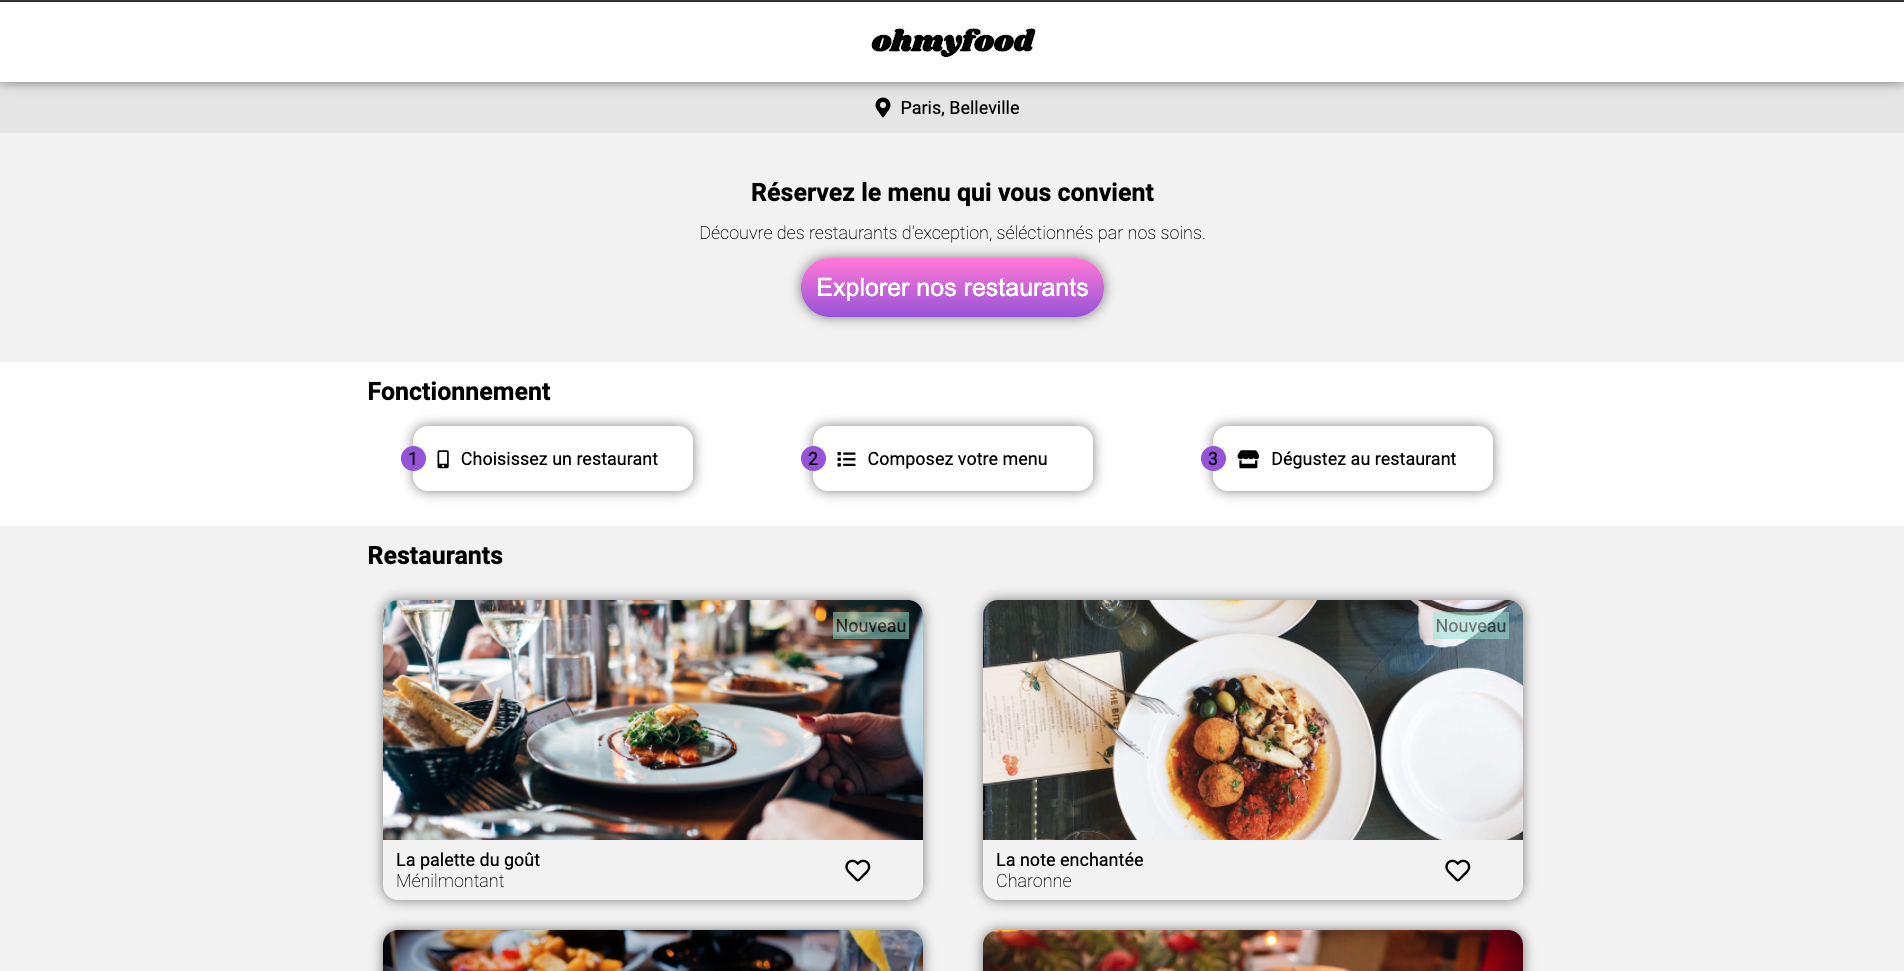 ohmyfood
Paris, Belleville
Réservez le menu qui vous convient
Découvre des restaurants d'exception, séléctionnés par nos soins.
Explorer nos restaurants
Fonctionnement
1 Choisissez un restaurant
2 Composez votre menu
3 Dégustez au restaurant
Restaurants
Nouveau
Nouveau
THE BITE
La palette du goût
Ménilmontant
La note enchantée
Charonne